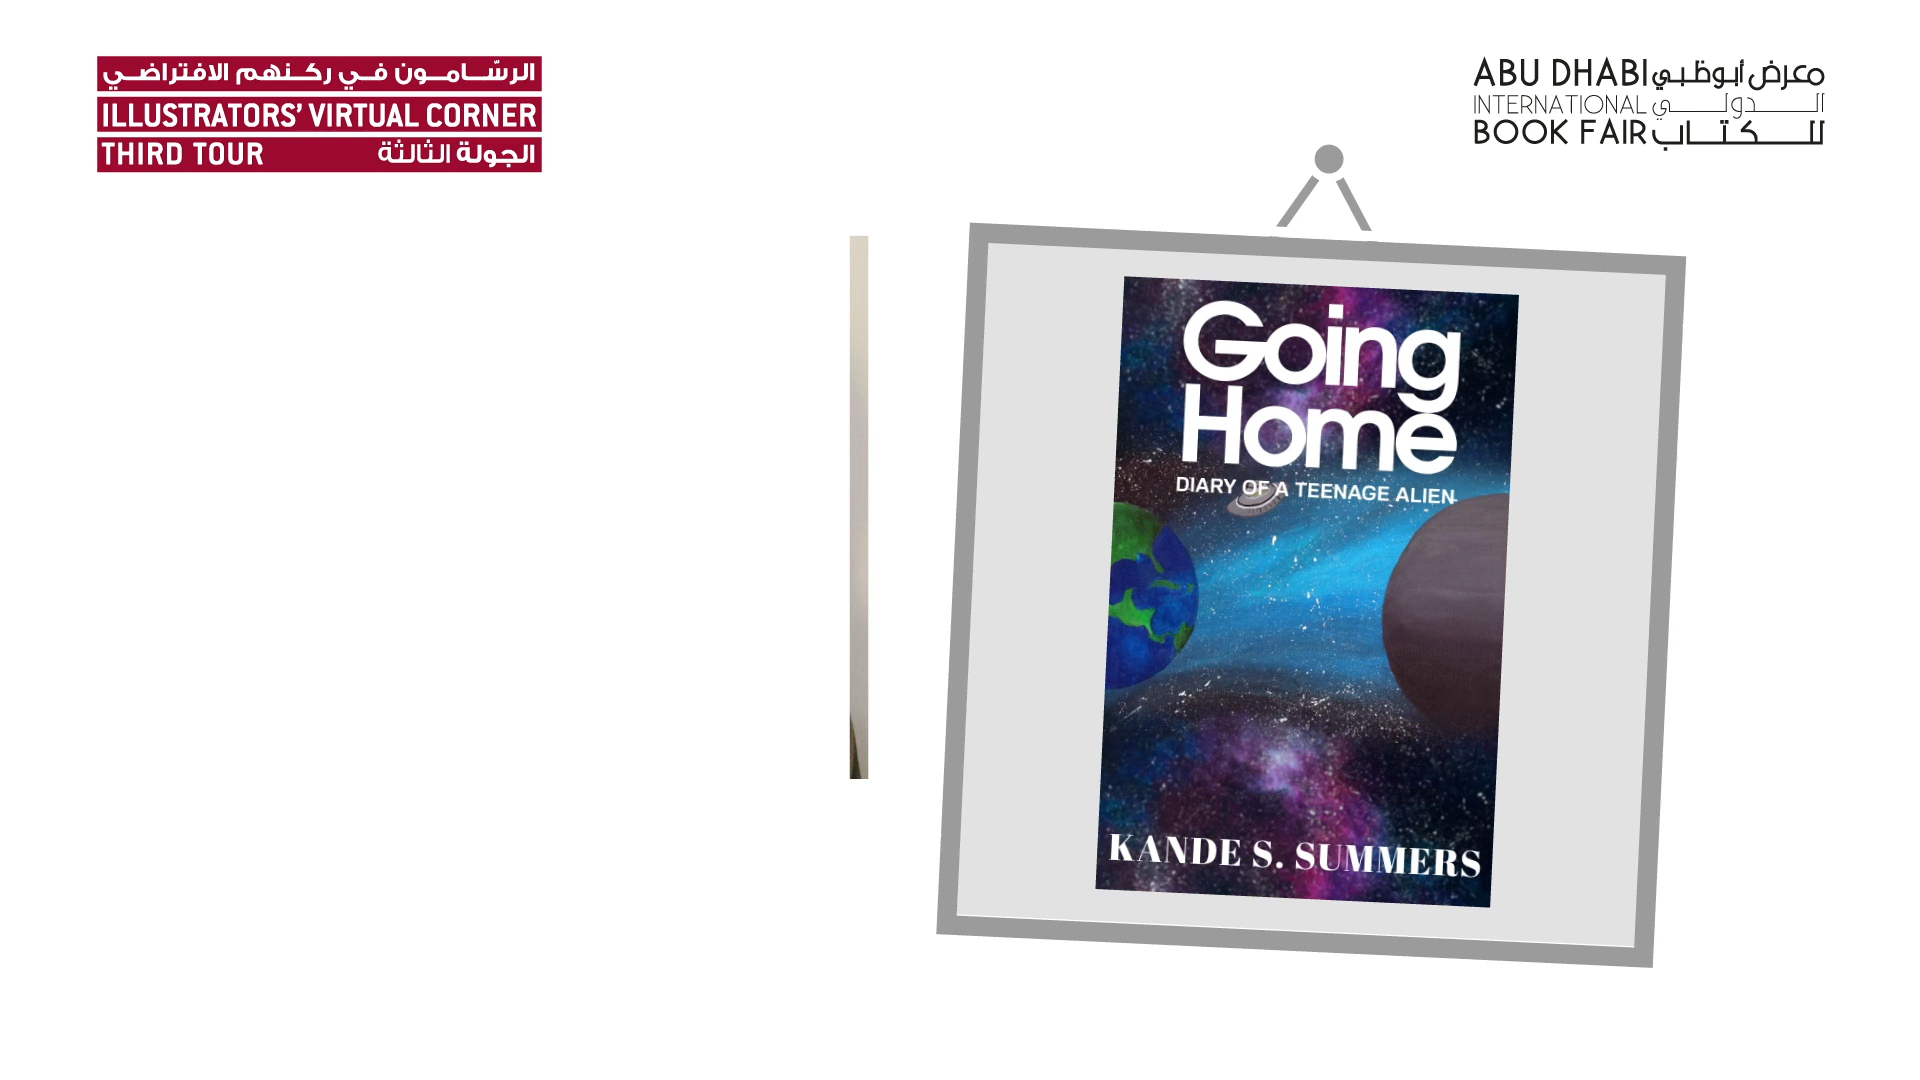 الرسّامون في ركنهم الافتراضي
ILLUSTRATORS' VIRTUAL CORNER
THIRD TOUR الجولة الثالثة
ABU DHABI معرض أبوظبي
INTERNATIONAL الدولي
BOOK FAIR للكتاب
Going
Home
DIARY OF A TEENAGE ALIEN
KANDE S. SUMMERS